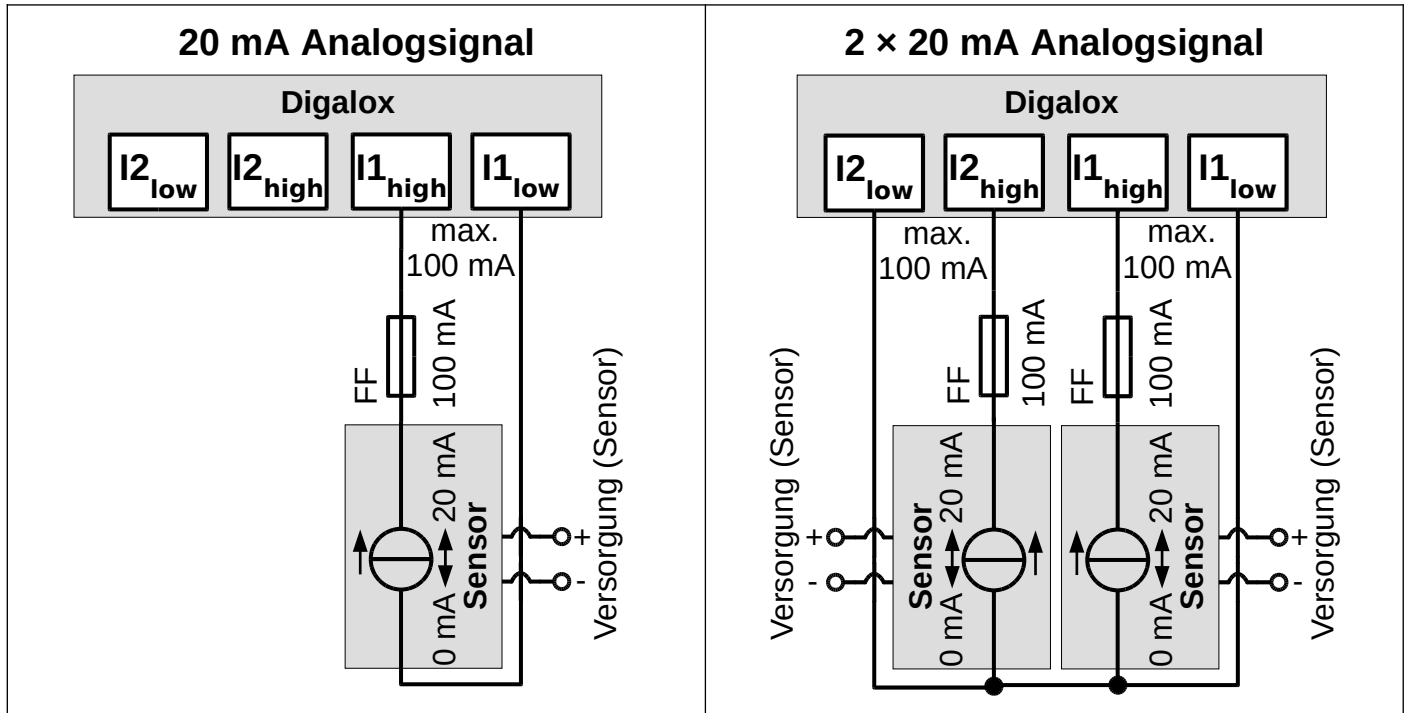 20 mA Analogsignal
Digalox
I2low
I2high
I1high
I1low
max.
100 mA
FF
100 mA
0 mA
20 mA
Sensor
+
-
Versorgung (Sensor)
2 × 20 mA Analogsignal
Digalox
I2low
I2high
I1high
I1low
max.
100 mA
max.
100 mA
FF
100 mA
FF
100 mA
Versorgung (Sensor)
+
-
Sensor
0 mA
20 mA
0 mA
20 mA
Sensor
+
-
Versorgung (Sensor)